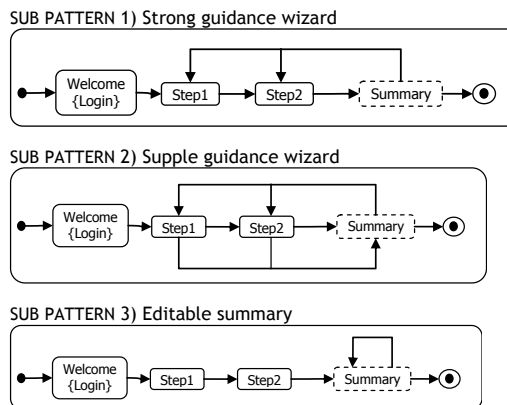 SUB PATTERN 1) Strong guidance wizard
Welcome
{Login}
Step1
Step2
Summary
SUB PATTERN 2) Supple guidance wizard
Welcome
{Login}
Step1
Step2
Summary
SUB PATTERN 3) Editable summary
Welcome
{Login}
Step1
Step2
Summary